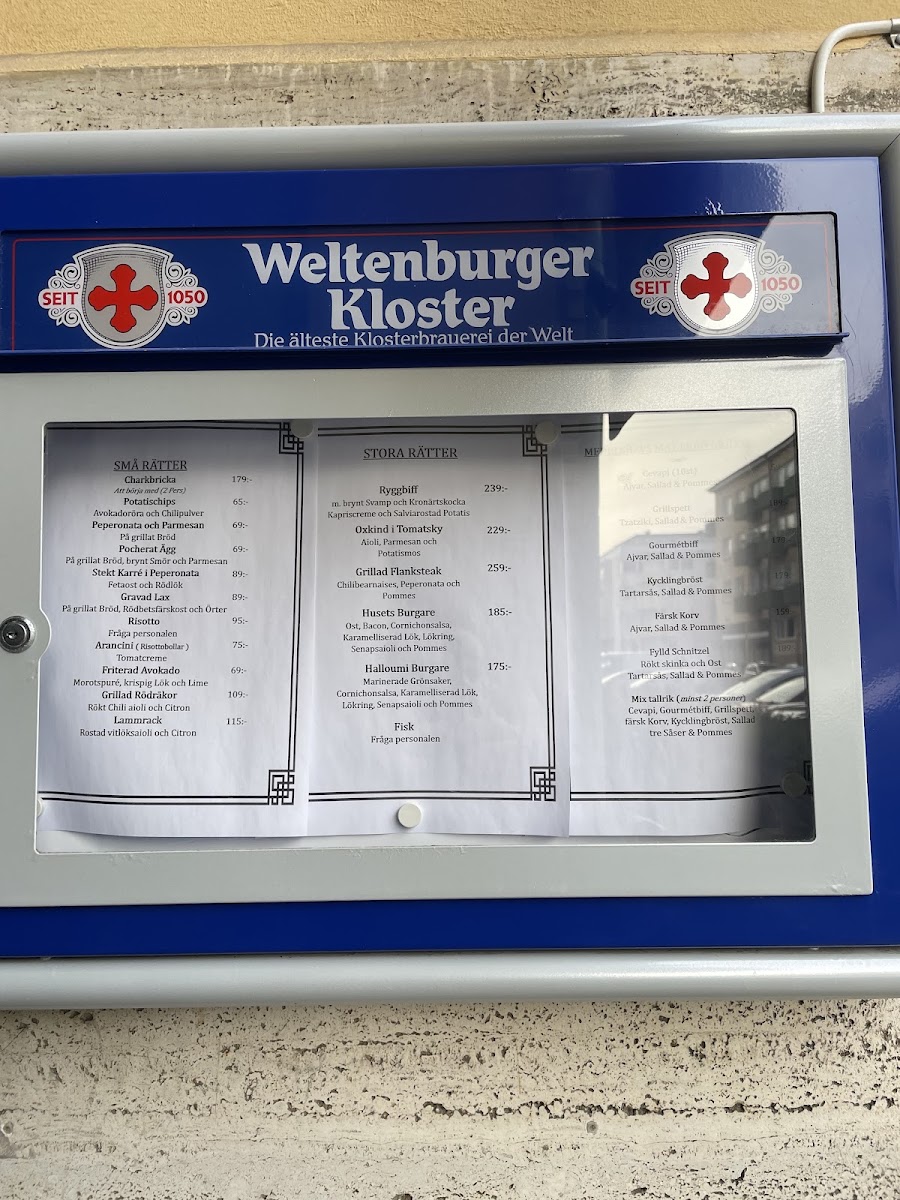 SEIT 1050
Weltenburger
Kloster
Die älteste Klosterbrauerei der Welt
SEIT 1050
SMÅ RÄTTER
Charkbricka 179:-
Att börja med (2 Pers)
Potatischips 65:-
Avokadoröra och Chilipulver
Peperonata och Parmesan 69:-
På grillat Bröd
Pocherat Ägg 69:-
På grillat Bröd, brynt Smör och Parmesan
Stekt Karré i Peperonata 89:-
Fetaost och Rödlök
Gravad Lax 89:-
På grillat Bröd, Rödbetsfärskost och Örter
Risotto 95:-
Fråga personalen
Arancini ( Risottobollar ) 75:-
Tomatcreme
Friterad Avokado 69:-
Morotspuré, krispig Lök och Lime
Grillad Rödräkor 109:-
Rökt Chili aioli och Citron
Lammrack 115:-
Rostad vitlöksaioli och Citron
STORA RÄTTER
Ryggbiff 239:-
m. brynt Svamp och Kronärtskocka
Kapriscreme och Salviarostad Potatis
Oxkind i Tomatsky 229:-
Aioli, Parmesan och
Potatismos
Grillad Flanksteak 259:-
Chilibearnaises, Peperonata och
Pommes
Husets Burgare 185:-
Ost, Bacon, Cornichonsalsa,
Karamelliserad Lök, Lökring,
Senapsaioli och Pommes
Halloumi Burgare 175:-
Marinerade Grönsaker,
Cornichonsalsa, Karamelliserad Lök,
Lökring, Senapsaioli och Pommes
Fisk
Fråga personalen
Cevapi (10st)
Ajvar, Sallad & Pommes
Grillspett
Tzatziki, Sallad & Pommes
Gourmétbiff
Ajvar, Sallad & Pommes
Kycklingbröst
Tartarsås, Sallad & Pommes
Färsk Korv
Ajvar, Sallad & Pommes
Fylld Schnitzel
Rökt skinka och Ost
Tartarsås, Sallad & Pommes
Mix tallrik ( minst 2 personer)
Cevapi, Gourmétbiff, Grillspett,
färsk Korv, Kycklingbröst, Sallad
tre Såser & Pommes